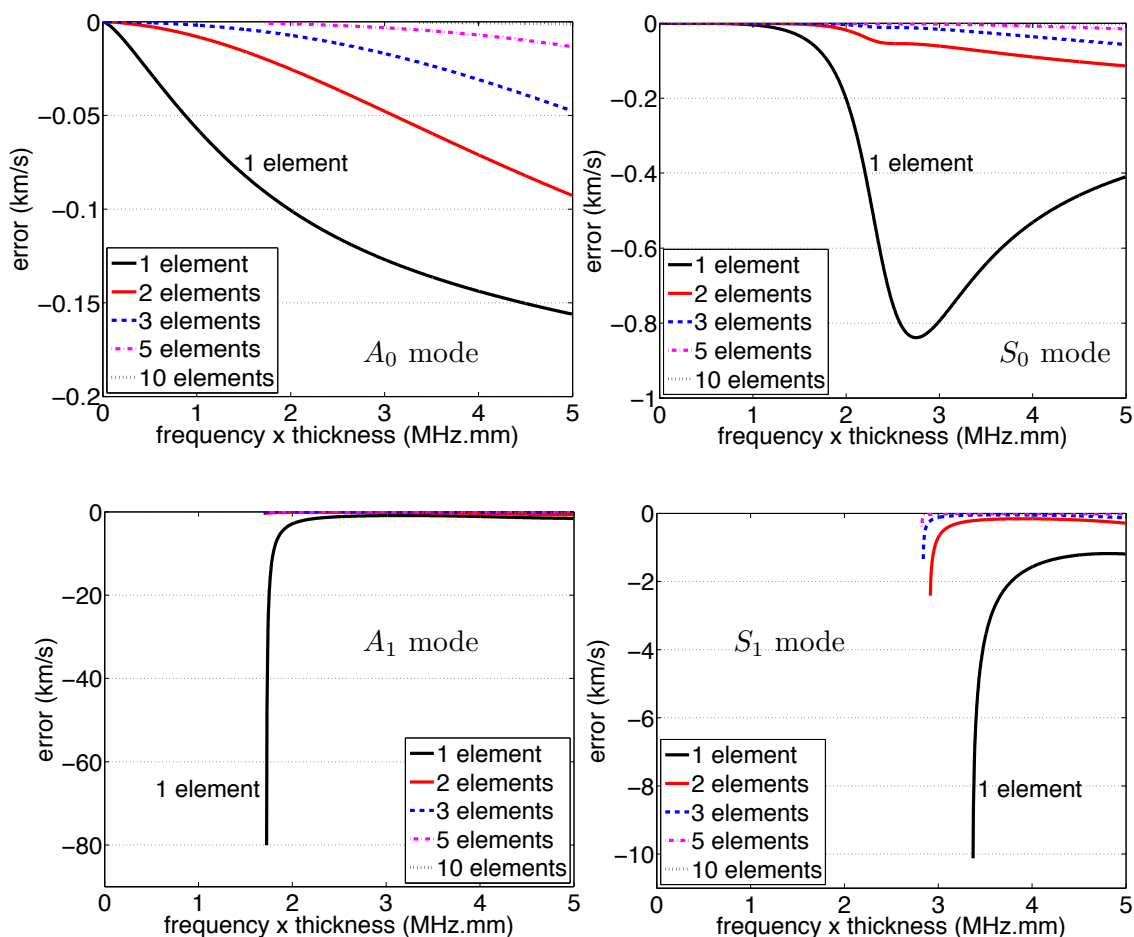 0
−0.05
−0.1
−0.15
−0.2
error (km/s)
1 element
1 element
2 elements
3 elements
5 elements
10 elements
A₀ mode
0 1 2 3 4 5
frequency x thickness (MHz.mm)
0
−0.2
−0.4
−0.6
−0.8
−1
error (km/s)
1 element
1 element
2 elements
3 elements
5 elements
10 elements
S₀ mode
0 1 2 3 4 5
frequency x thickness (MHz.mm)
0
−20
−40
−60
−80
error (km/s)
A₁ mode
1 element
1 element
2 elements
3 elements
5 elements
10 elements
0 1 2 3 4 5
frequency x thickness (MHz.mm)
0
−2
−4
−6
−8
−10
error (km/s)
S₁ mode
1 element
2 elements
3 elements
5 elements
10 elements
1 element
0 1 2 3 4 5
frequency x thickness (MHz.mm)